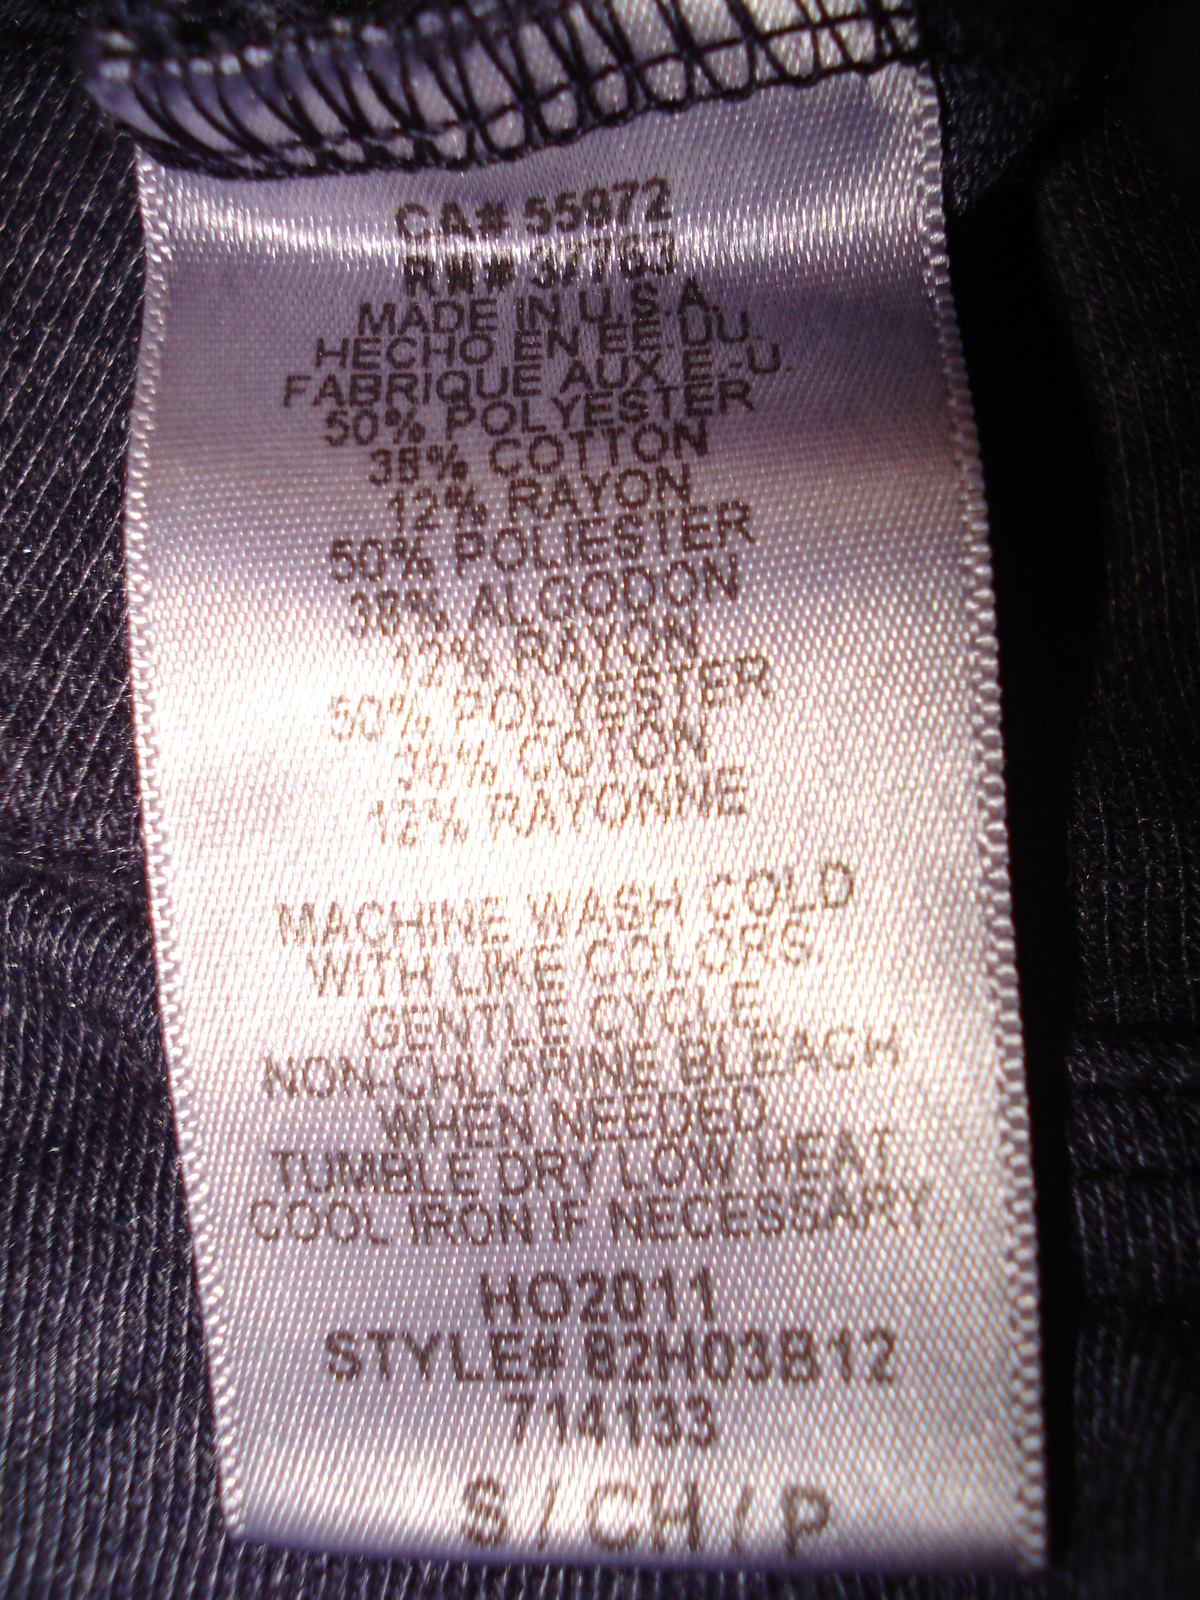 CA# 55972
RN# 37763
MADE IN U.S.A.
HECHO EN EE.UU.
FABRIQUE AUX E.-U.
50% POLYESTER
38% COTTON
12% RAYON
50% POLIESTER
38% ALGODON
12% RAYON
50% POLYESTER
38% COTON
12% RAYONNE
MACHINE WASH COLD
WITH LIKE COLORS
GENTLE CYCLE
NON-CHLORINE BLEACH
WHEN NEEDED
TUMBLE DRY LOW HEAT
COOL IRON IF NECESSARY
HO2011
STYLE# 82H03B12
714133
S / CH / P